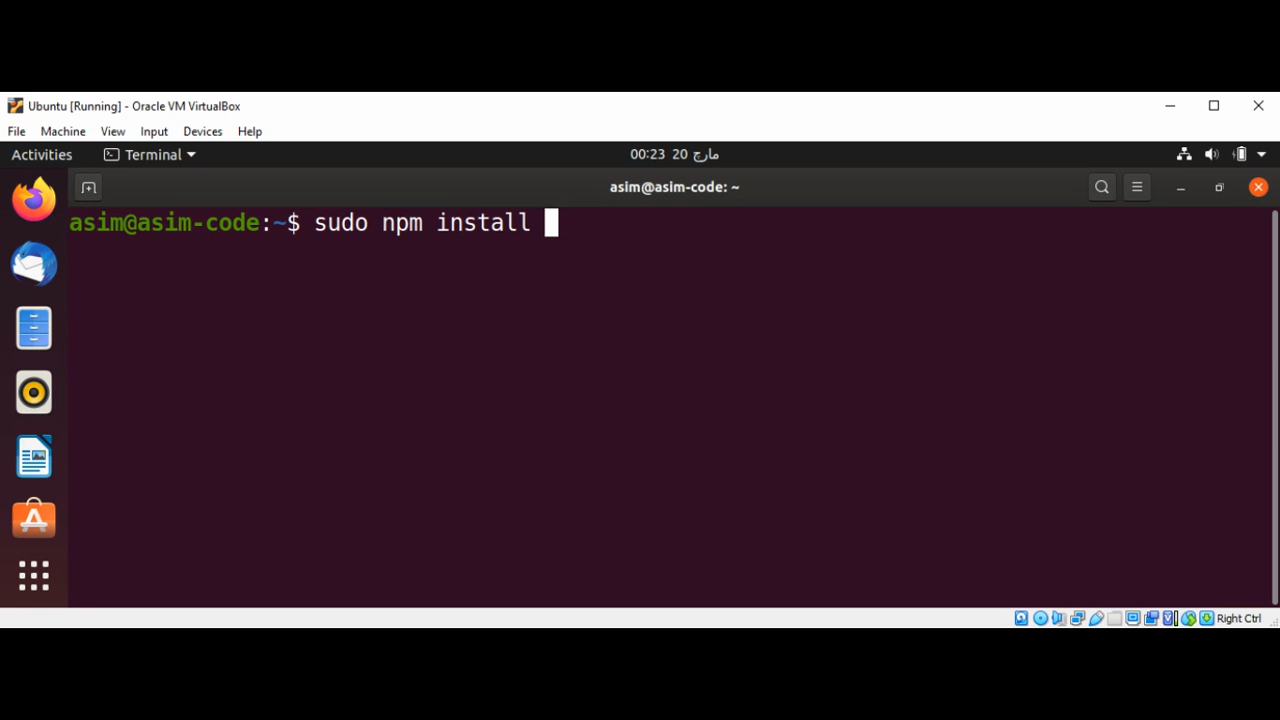 Ubuntu [Running] - Oracle VM VirtualBox
File Machine View Input Devices Help
Activities Terminal 00:23 20 مارچ
asim@asim-code: ~
asim@asim-code:~$ sudo npm install
Right Ctrl